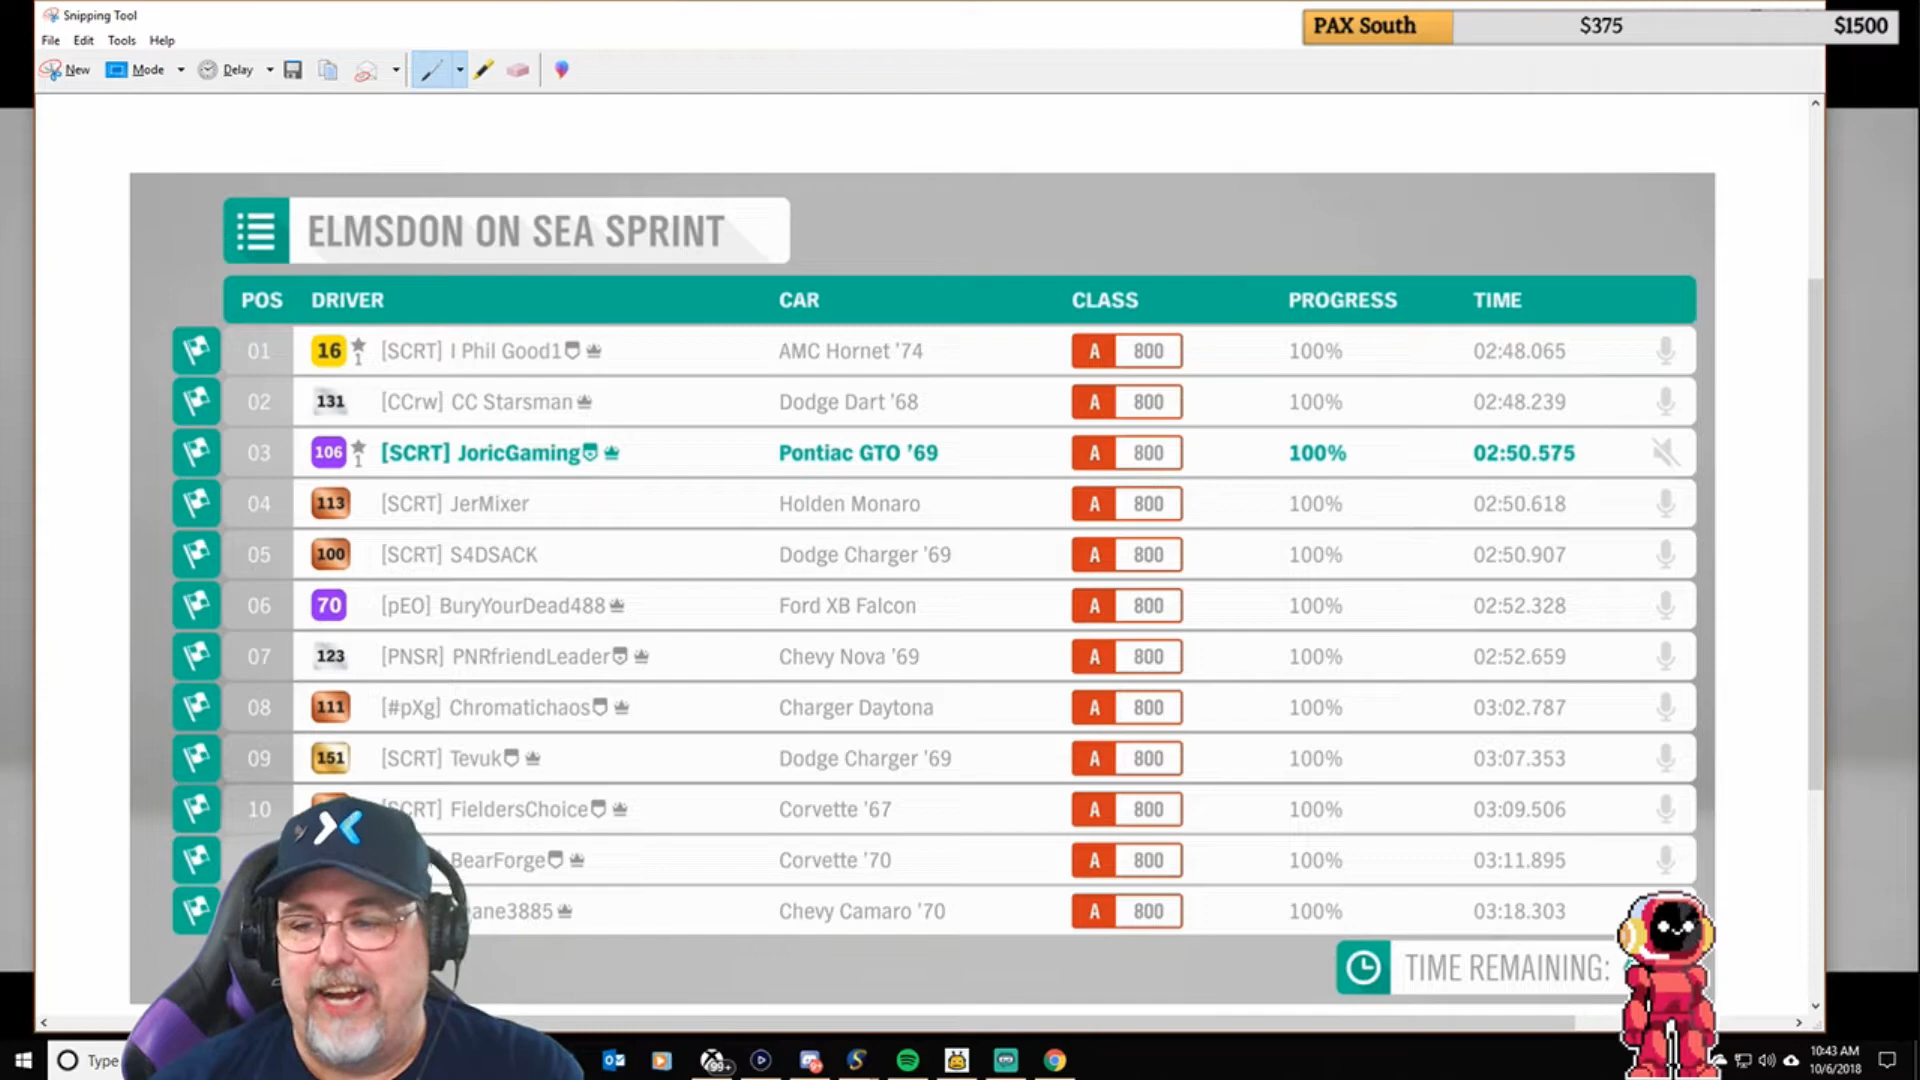 Snipping Tool
PAX South $375 $1500
File Edit Tools Help
New Mode Delay
ELMSDON ON SEA SPRINT
POS DRIVER CAR CLASS PROGRESS TIME
01 16 1 [SCRT] I Phil Good1 AMC Hornet '74 A 800 100% 02:48.065
02 131 [CCrw] CC Starsman Dodge Dart '68 A 800 100% 02:48.239
03 106 1 [SCRT] JoricGaming Pontiac GTO '69 A 800 100% 02:50.575
04 113 [SCRT] JerMixer Holden Monaro A 800 100% 02:50.618
05 100 [SCRT] S4DSACK Dodge Charger '69 A 800 100% 02:50.907
06 70 [pEO] BuryYourDead488 Ford XB Falcon A 800 100% 02:52.328
07 123 [PNSR] PNRfriendLeader Chevy Nova '69 A 800 100% 02:52.659
08 111 [#pXg] Chromatichaos Charger Daytona A 800 100% 03:02.787
09 151 [SCRT] Tevuk Dodge Charger '69 A 800 100% 03:07.353
10 SCRT] FieldersChoice Corvette '67 A 800 100% 03:09.506
BearForge Corvette '70 A 800 100% 03:11.895
ane3885 Chevy Camaro '70 A 800 100% 03:18.303
TIME REMAINING:
Type
99+
10:43 AM
10/6/2018